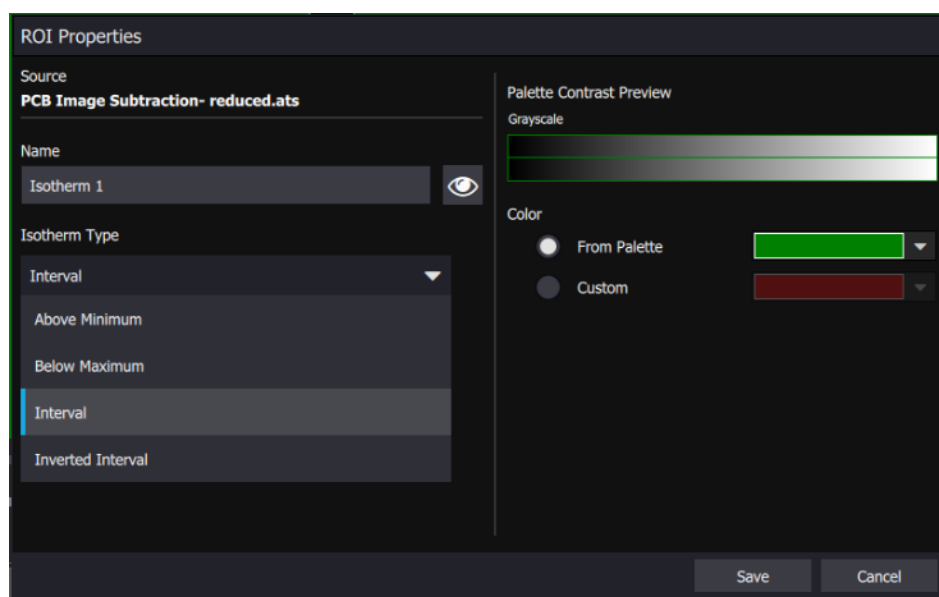 ROI Properties
Source
PCB Image Subtraction- reduced.ats
Name
Isotherm 1
Isotherm Type
Interval
Above Minimum
Below Maximum
Interval
Inverted Interval
Palette Contrast Preview
Grayscale
Color
From Palette
Custom
Save
Cancel